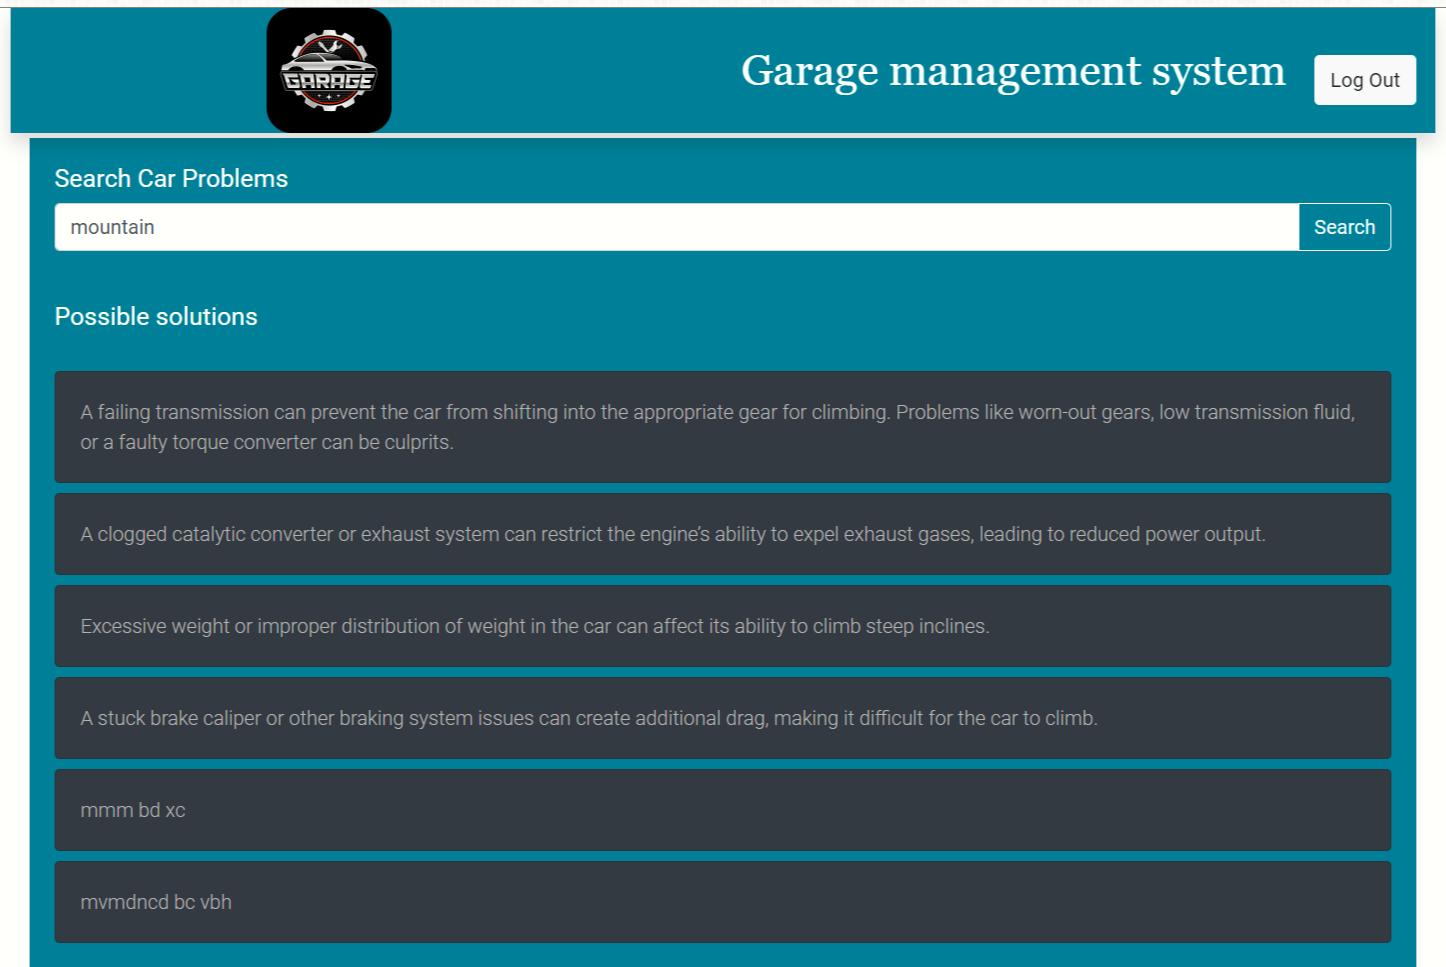 GARAGE
Garage management system
Log Out
Search Car Problems
mountain
Search
Possible solutions
A failing transmission can prevent the car from shifting into the appropriate gear for climbing. Problems like worn-out gears, low transmission fluid,
or a faulty torque converter can be culprits.
A clogged catalytic converter or exhaust system can restrict the engine’s ability to expel exhaust gases, leading to reduced power output.
Excessive weight or improper distribution of weight in the car can affect its ability to climb steep inclines.
A stuck brake caliper or other braking system issues can create additional drag, making it difficult for the car to climb.
mmm bd xc
mvmdncd bc vbh